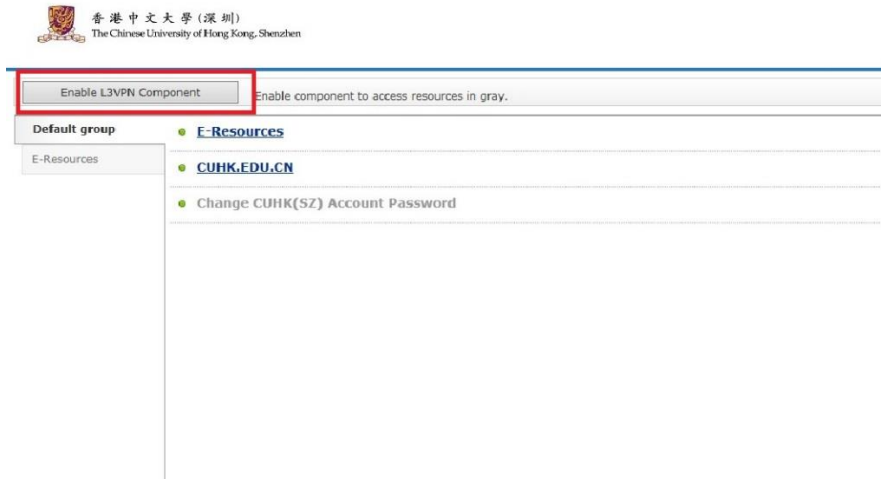 香港中文大學(深圳)
The Chinese University of Hong Kong, Shenzhen
Enable L3VPN Component
Enable component to access resources in gray.
Default group
E-Resources
E-Resources
CUHK.EDU.CN
Change CUHK(SZ) Account Password